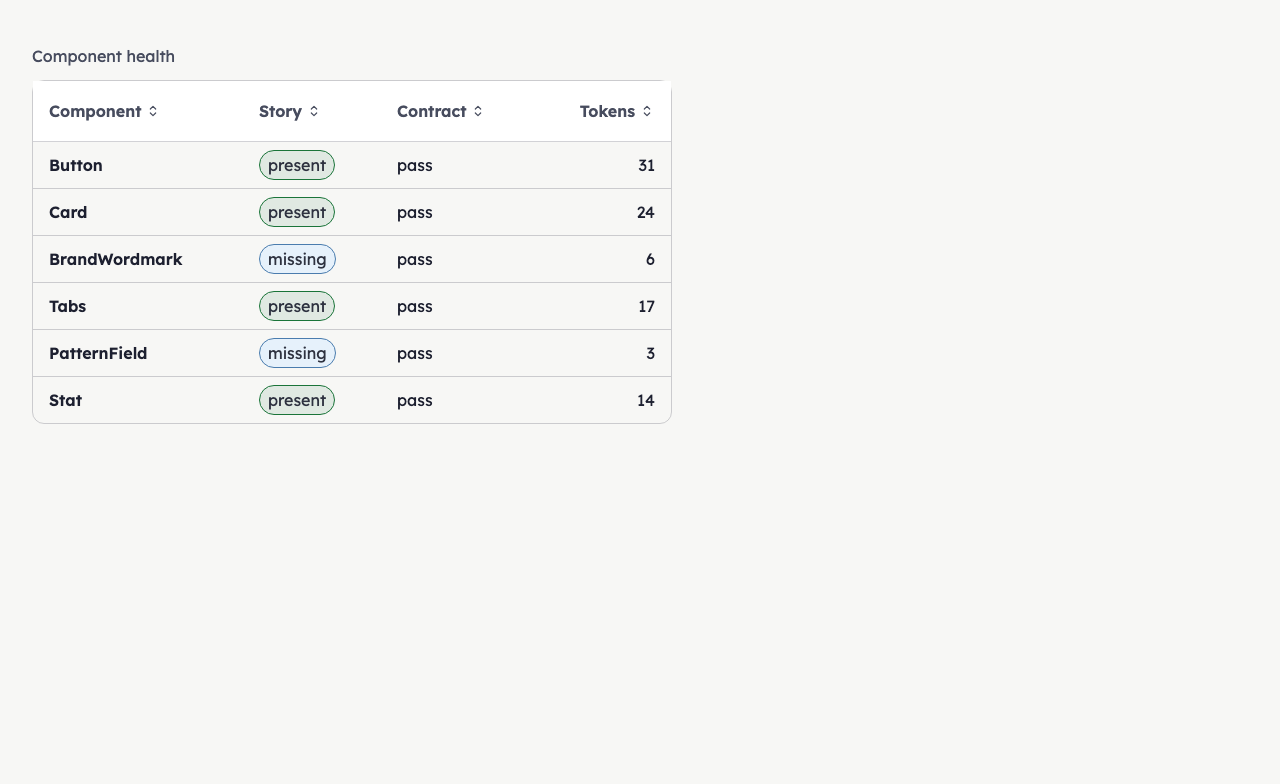 Component health
Component Story Contract Tokens
Button present pass 31
Card present pass 24
BrandWordmark missing pass 6
Tabs present pass 17
PatternField missing pass 3
Stat present pass 14